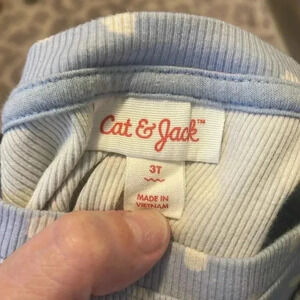 Cat & Jack™
3T
MADE IN
VIETNAM